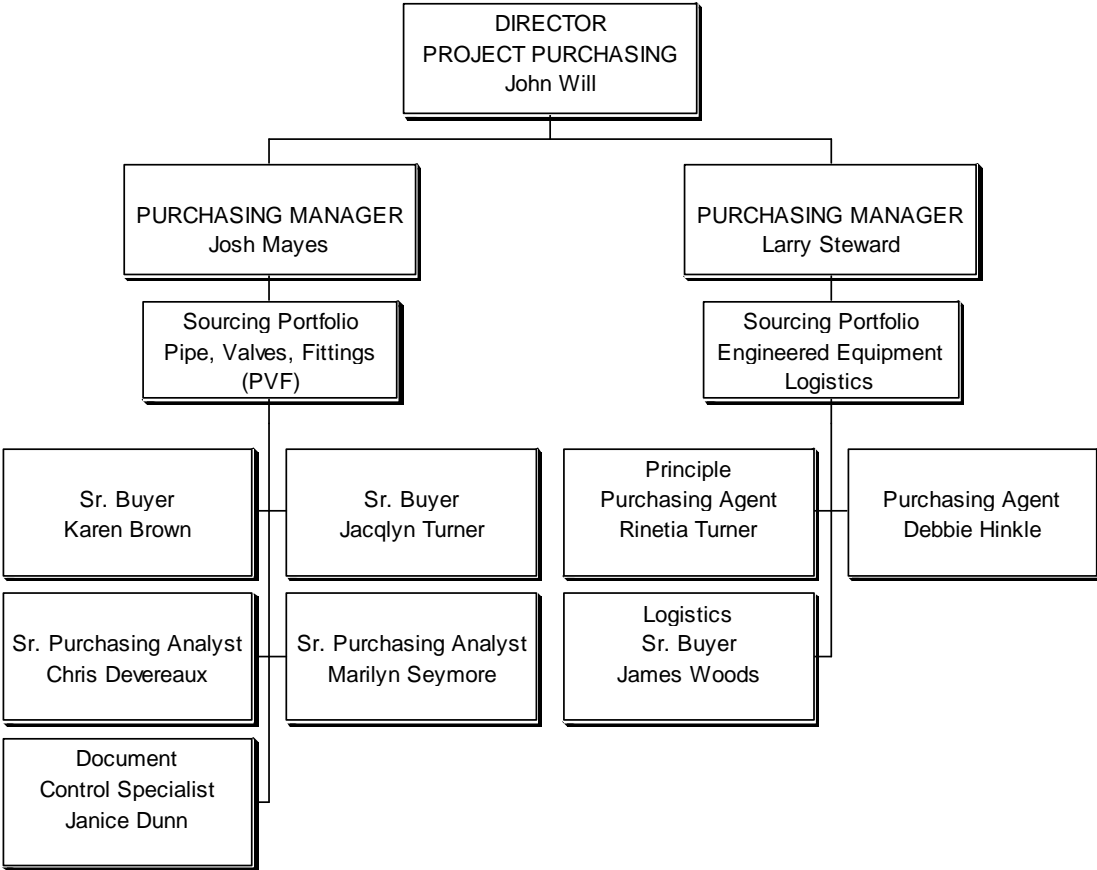 DIRECTOR
PROJECT PURCHASING
John Will
PURCHASING MANAGER
Josh Mayes
PURCHASING MANAGER
Larry Steward
Sourcing Portfolio
Pipe, Valves, Fittings
(PVF)
Sourcing Portfolio
Engineered Equipment
Logistics
Sr. Buyer
Karen Brown
Sr. Buyer
Jacqlyn Turner
Principle
Purchasing Agent
Rinetia Turner
Purchasing Agent
Debbie Hinkle
Sr. Purchasing Analyst
Chris Devereaux
Sr. Purchasing Analyst
Marilyn Seymore
Logistics
Sr. Buyer
James Woods
Document
Control Specialist
Janice Dunn